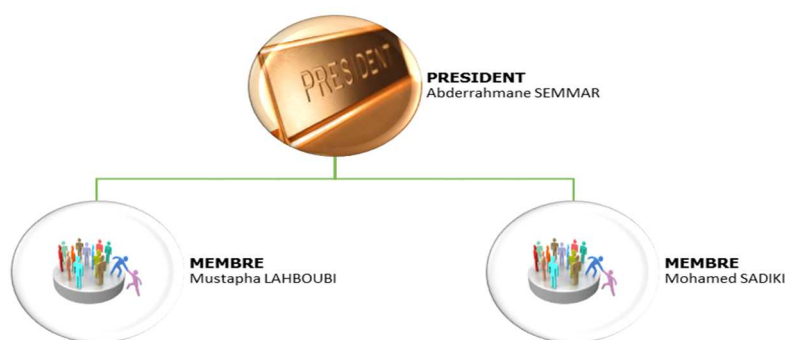 PRESIDENT
PRESIDENT
Abderrahmane SEMMAR
MEMBRE
Mustapha LAHBOUBI
MEMBRE
Mohamed SADIKI